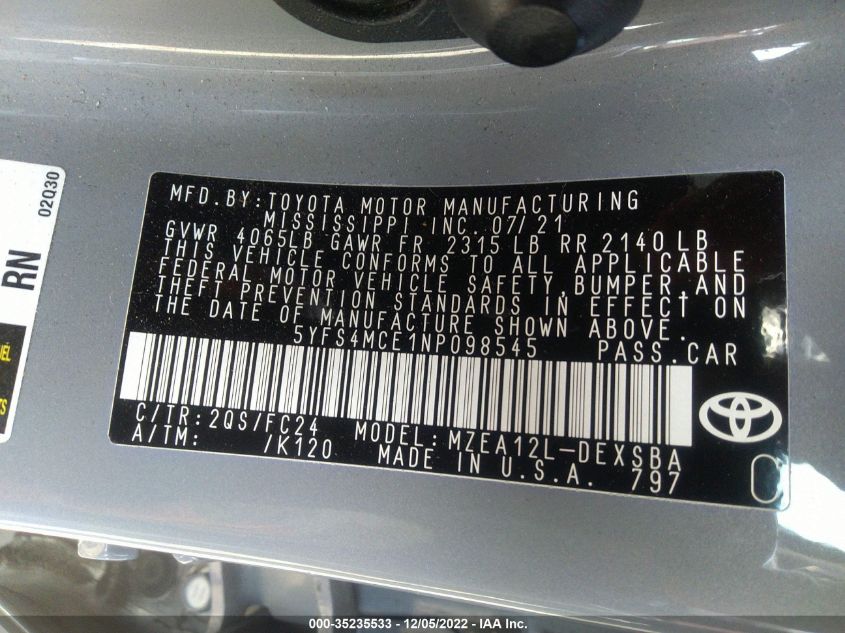 02Q30
RN
MFD.BY:TOYOTA MOTOR MANUFACTURING
MISSISSIPPI INC. 07/21
GVWR 4065LB GAWR FR 2315 LB RR 2140 LB
THIS VEHICLE CONFORMS TO ALL APPLICABLE
FEDERAL MOTOR VEHICLE SAFETY,BUMPER,AND
THEFT PREVENTION STANDARDS IN EFFECT ON
THE DATE OF MANUFACTURE SHOWN ABOVE.
5YFS4MCE1NP098545 PASS.CAR
C/TR:2QS/FC24 MODEL:MZEA12L-DEXSBA
A/TM: /K120 MADE IN U.S.A. 797
000-35235533 - 12/05/2022 - IAA Inc.